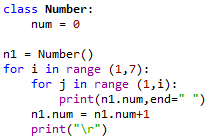 class Number:
    num = 0

n1 = Number()
for i in range (1,7):
    for j in range (1,i):
        print(n1.num,end=" ")
    n1.num = n1.num+1
    print("\r")